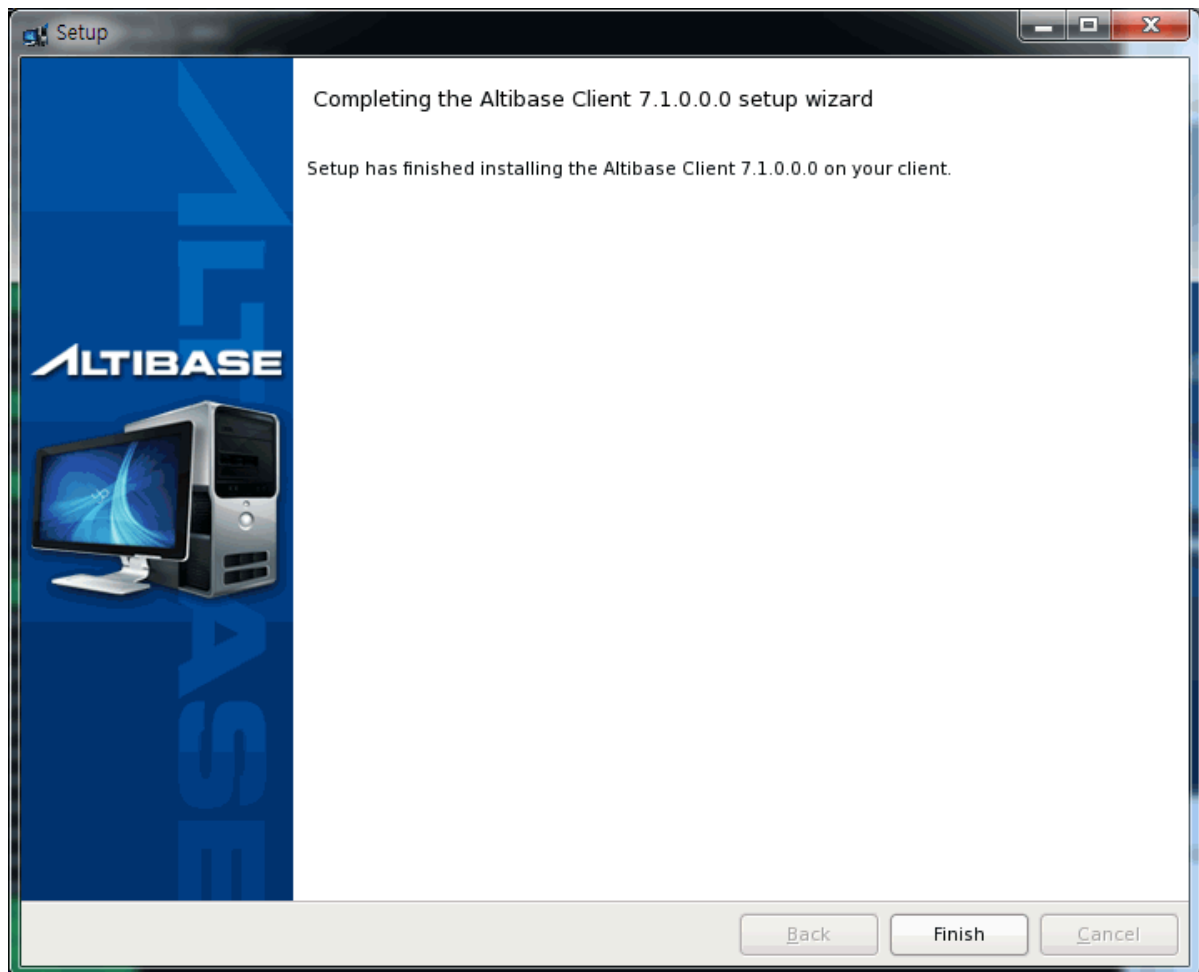 Setup
Completing the Altibase Client 7.1.0.0.0 setup wizard
Setup has finished installing the Altibase Client 7.1.0.0.0 on your client.
ALTIBASE
ALTIBASE
Back
Finish
Cancel